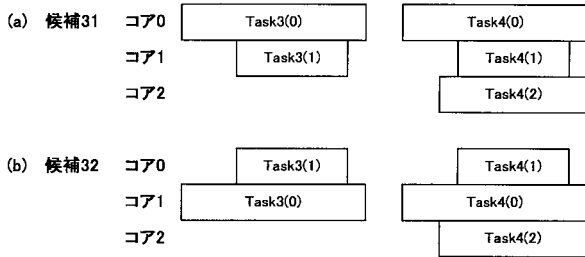 (a) 候補31 コア0 Task3(0) Task4(0)
コア1 Task3(1) Task4(1)
コア2 Task4(2)
(b) 候補32 コア0 Task3(1) Task4(1)
コア1 Task3(0) Task4(0)
コア2 Task4(2)